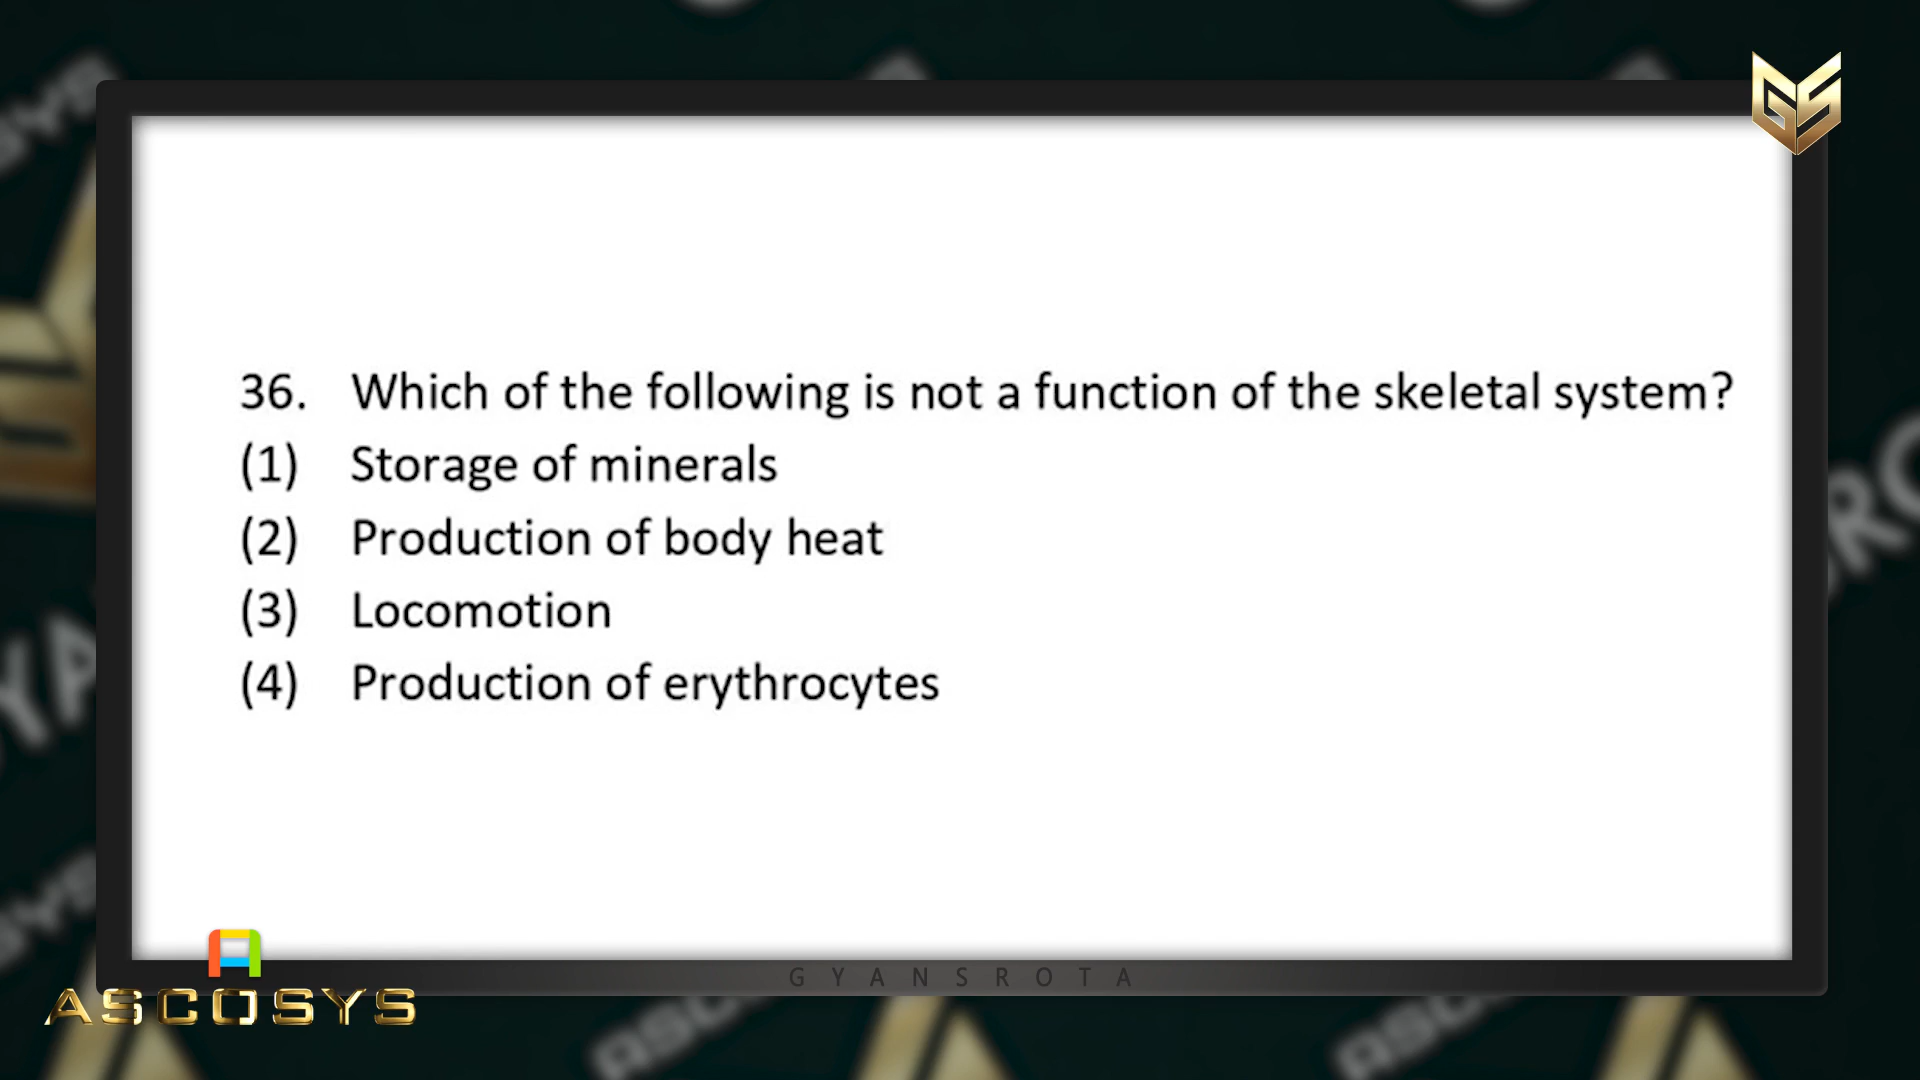 GS
36. Which of the following is not a function of the skeletal system?
(1) Storage of minerals
(2) Production of body heat
(3) Locomotion
(4) Production of erythrocytes
GYANSROTA
ASCOSYS